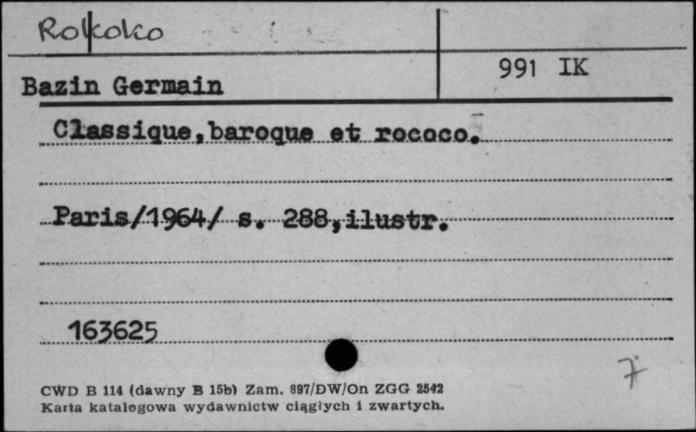 Rokoko
991 IK
Bazin Germain
Classique,baroque et rococo.
Paris/1964/ s. 288,ilustr.
163625
7
CWD B 114 (dawny B 15b) Zam. 897/DW/On ZGG 2542
Karta katalogowa wydawnictw ciągłych i zwartych.